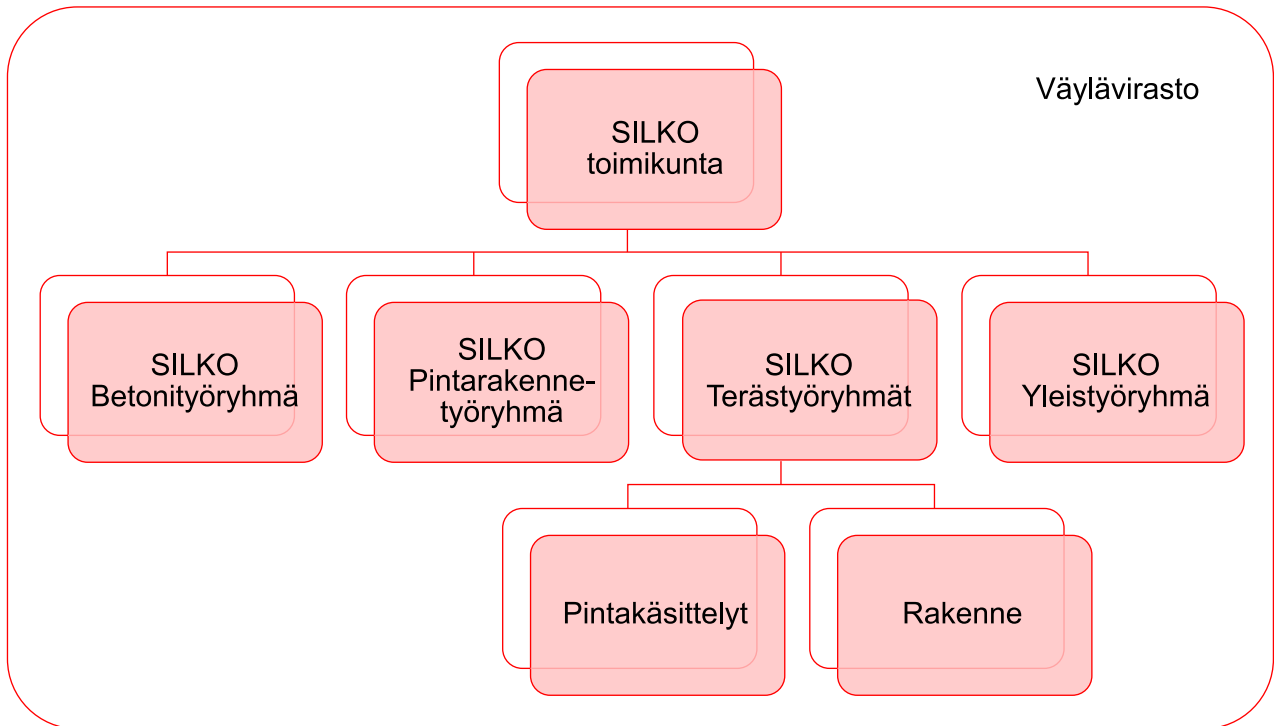 Väylävirasto
SILKO
toimikunta
SILKO
Betonityöryhmä
SILKO
Pintarakenne-
työryhmä
SILKO
Terästyöryhmät
SILKO
Yleistyöryhmä
Pintakäsittelyt
Rakenne